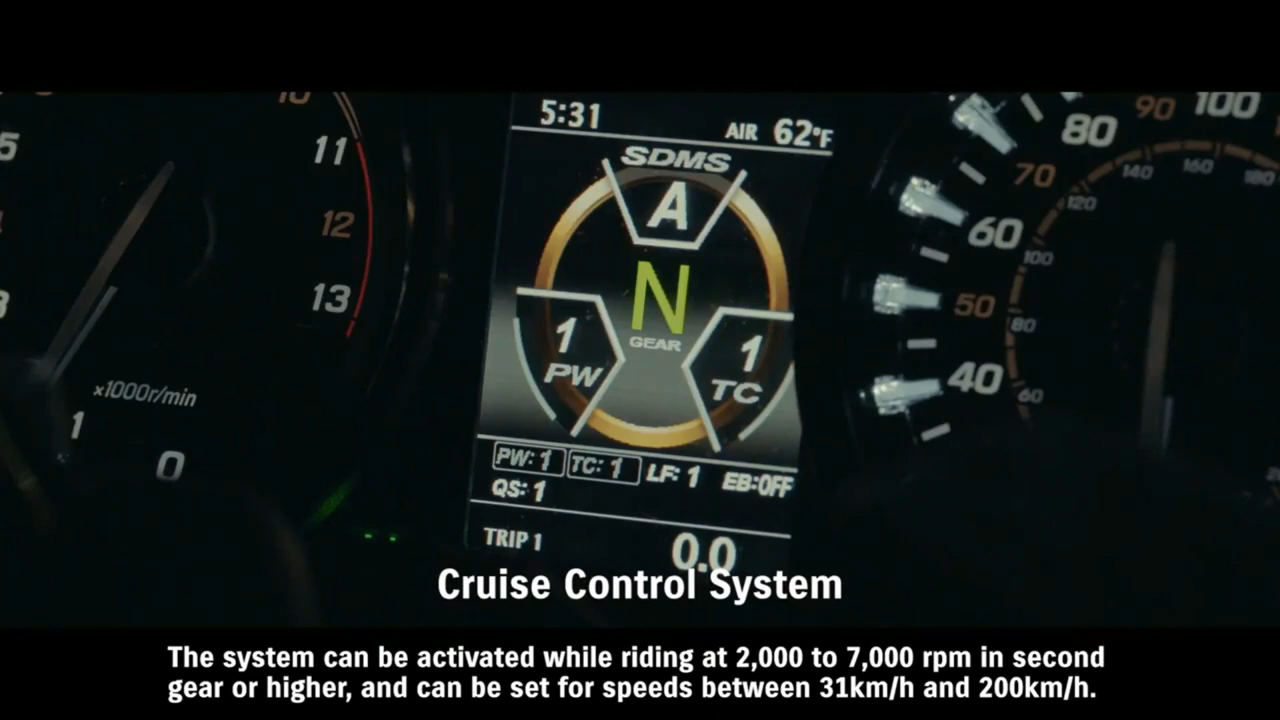 5:31
AIR 62°F
SDMS
A
N
GEAR
1
PW
1
TC
PW: 1 TC: 1 LF: 1 EB:OFF
QS: 1
TRIP 1
0.0
10
11
12
13
x1000r/min
1
0
5
100
90
80
70
60
50
40
180
160
140
120
100
80
60
Cruise Control System
The system can be activated while riding at 2,000 to 7,000 rpm in second
gear or higher, and can be set for speeds between 31km/h and 200km/h.